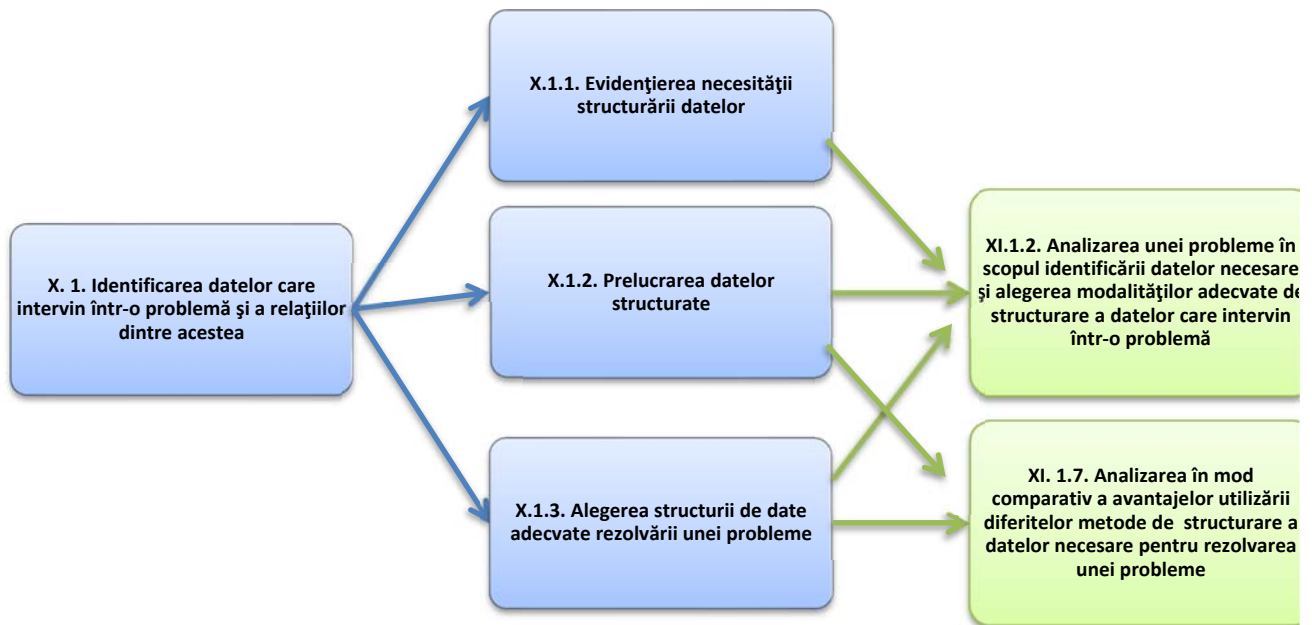 X.1.1. Evidenţierea necesităţii
structurării datelor
X. 1. Identificarea datelor care
intervin într-o problemă şi a relaţiilor
dintre acestea
X.1.2. Prelucrarea datelor
structurate
X.1.3. Alegerea structurii de date
adecvate rezolvării unei probleme
XI.1.2. Analizarea unei probleme în
scopul identificării datelor necesare
şi alegerea modalităţilor adecvate de
structurare a datelor care intervin
într-o problemă
XI. 1.7. Analizarea în mod
comparativ a avantajelor utilizării
diferitelor metode de structurare a
datelor necesare pentru rezolvarea
unei probleme